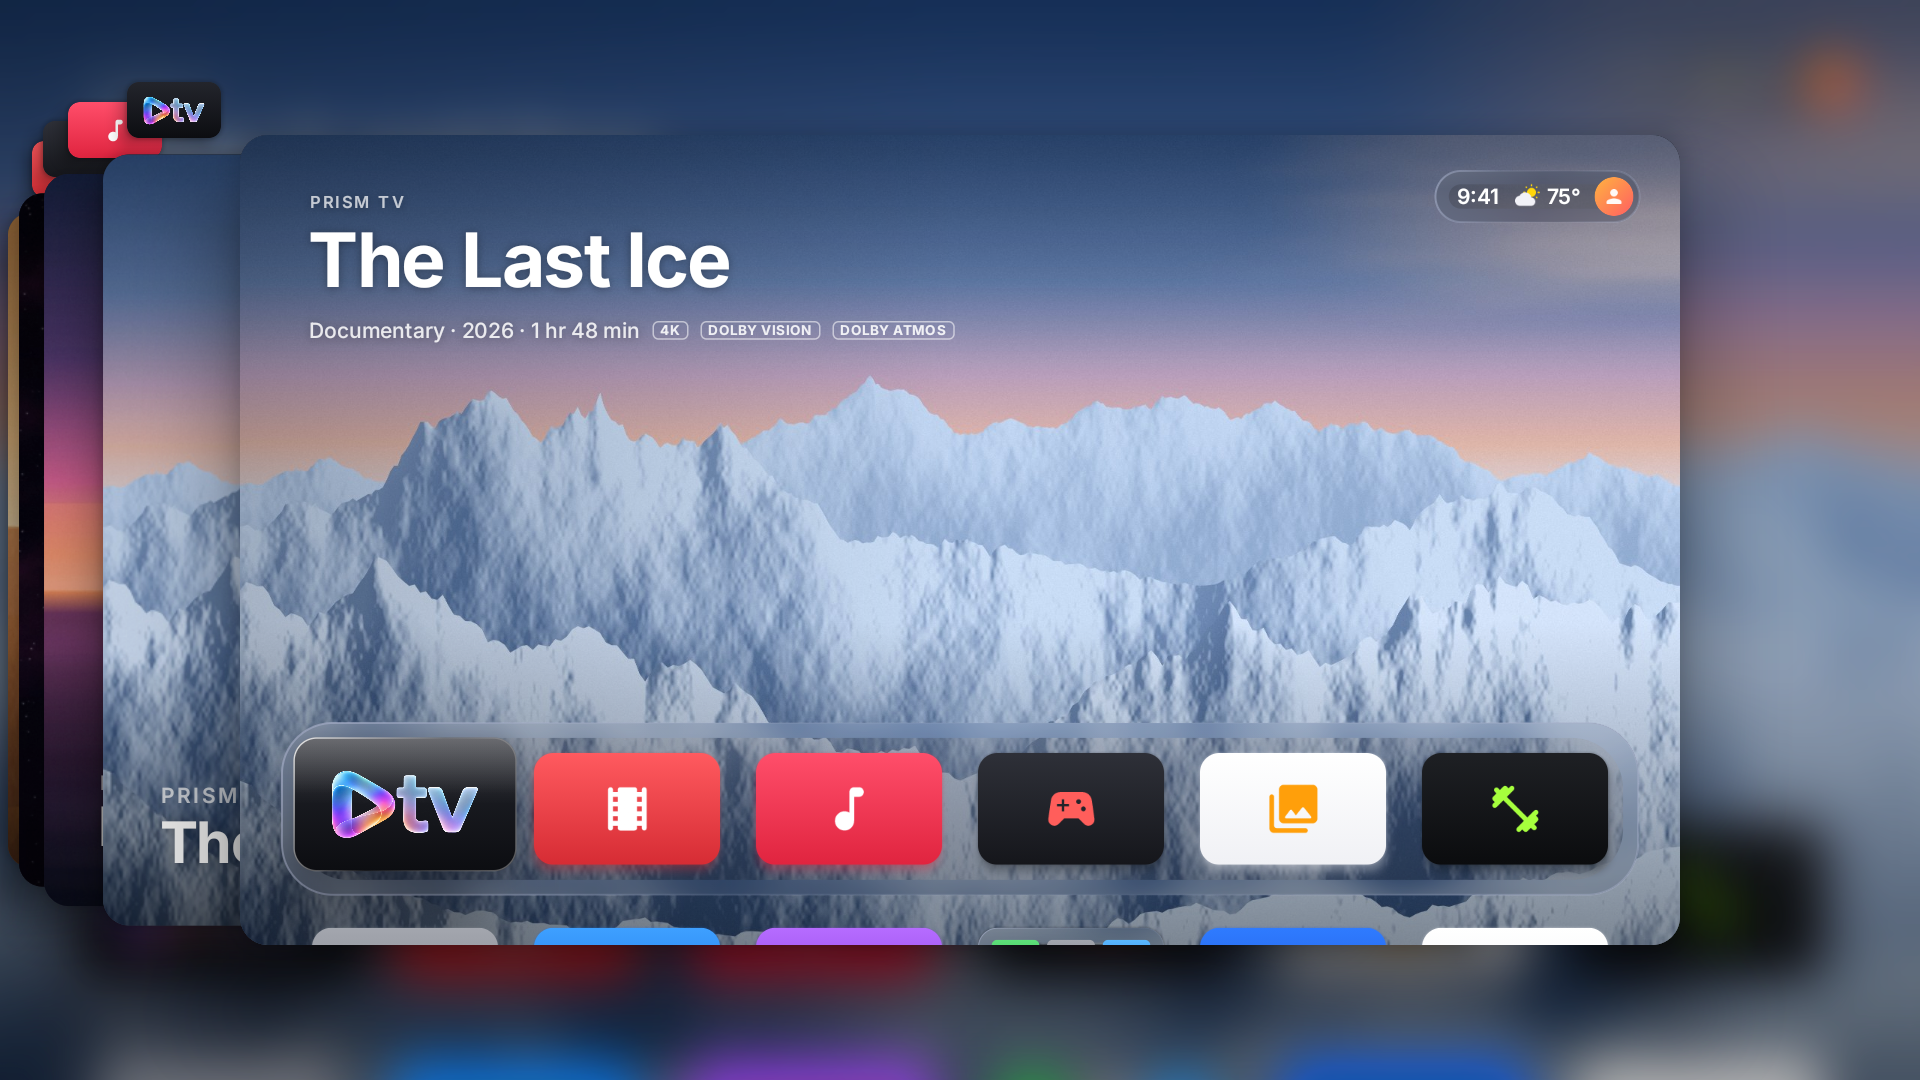 tv
PRISM TV
9:41 75°
The Last Ice
Documentary · 2026 · 1 hr 48 min 4K DOLBY VISION DOLBY ATMOS
PRISM
The
tv